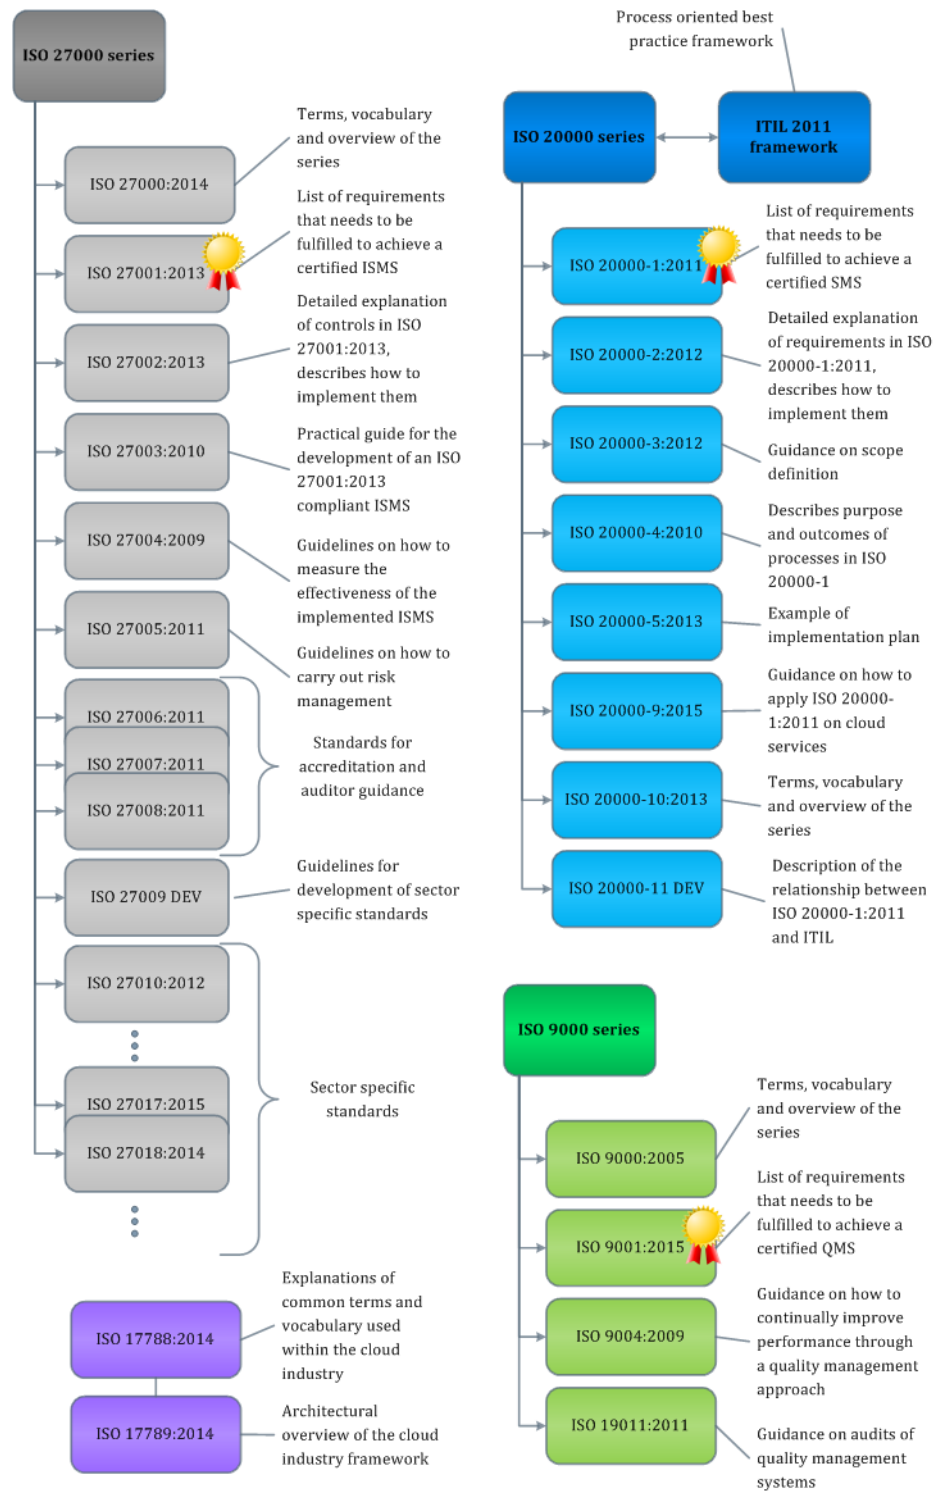 ISO 27000 series
ISO 27000:2014
Terms, vocabulary
and overview of the
series
ISO 27001:2013
List of requirements
that needs to be
fulfilled to achieve a
certified ISMS
ISO 27002:2013
Detailed explanation
of controls in ISO
27001:2013,
describes how to
implement them
ISO 27003:2010
Practical guide for the
development of an ISO
27001:2013
compliant ISMS
ISO 27004:2009
Guidelines on how to
measure the
effectiveness of the
implemented ISMS
ISO 27005:2011
Guidelines on how to
carry out risk
management
ISO 27006:2011
ISO 27007:2011
ISO 27008:2011
Standards for
accreditation and
auditor guidance
ISO 27009 DEV
Guidelines for
development of sector
specific standards
ISO 27010:2012
ISO 27017:2015
ISO 27018:2014
Sector specific
standards
ISO 17788:2014
Explanations of
common terms and
vocabulary used
within the cloud
industry
ISO 17789:2014
Architectural
overview of the cloud
industry framework
Process oriented best
practice framework
ISO 20000 series
ITIL 2011
framework
ISO 20000-1:2011
List of requirements
that needs to be
fulfilled to achieve a
certified SMS
ISO 20000-2:2012
Detailed explanation
of requirements in ISO
20000-1:2011,
describes how to
implement them
ISO 20000-3:2012
Guidance on scope
definition
ISO 20000-4:2010
Describes purpose
and outcomes of
processes in ISO
20000-1
ISO 20000-5:2013
Example of
implementation plan
ISO 20000-9:2015
Guidance on how to
apply ISO 20000-
1:2011 on cloud
services
ISO 20000-10:2013
Terms, vocabulary
and overview of the
series
ISO 20000-11 DEV
Description of the
relationship between
ISO 20000-1:2011
and ITIL
ISO 9000 series
ISO 9000:2005
Terms, vocabulary
and overview of the
series
ISO 9001:2015
List of requirements
that needs to be
fulfilled to achieve a
certified QMS
ISO 9004:2009
Guidance on how to
continually improve
performance through
a quality management
approach
ISO 19011:2011
Guidance on audits of
quality management
systems